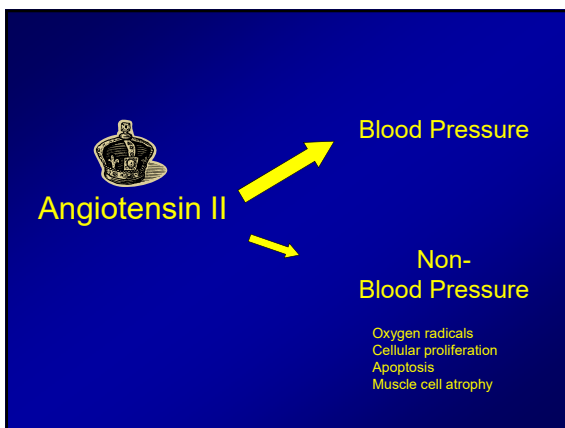 Blood Pressure
Angiotensin II
Non-
Blood Pressure
Oxygen radicals
Cellular proliferation
Apoptosis
Muscle cell atrophy